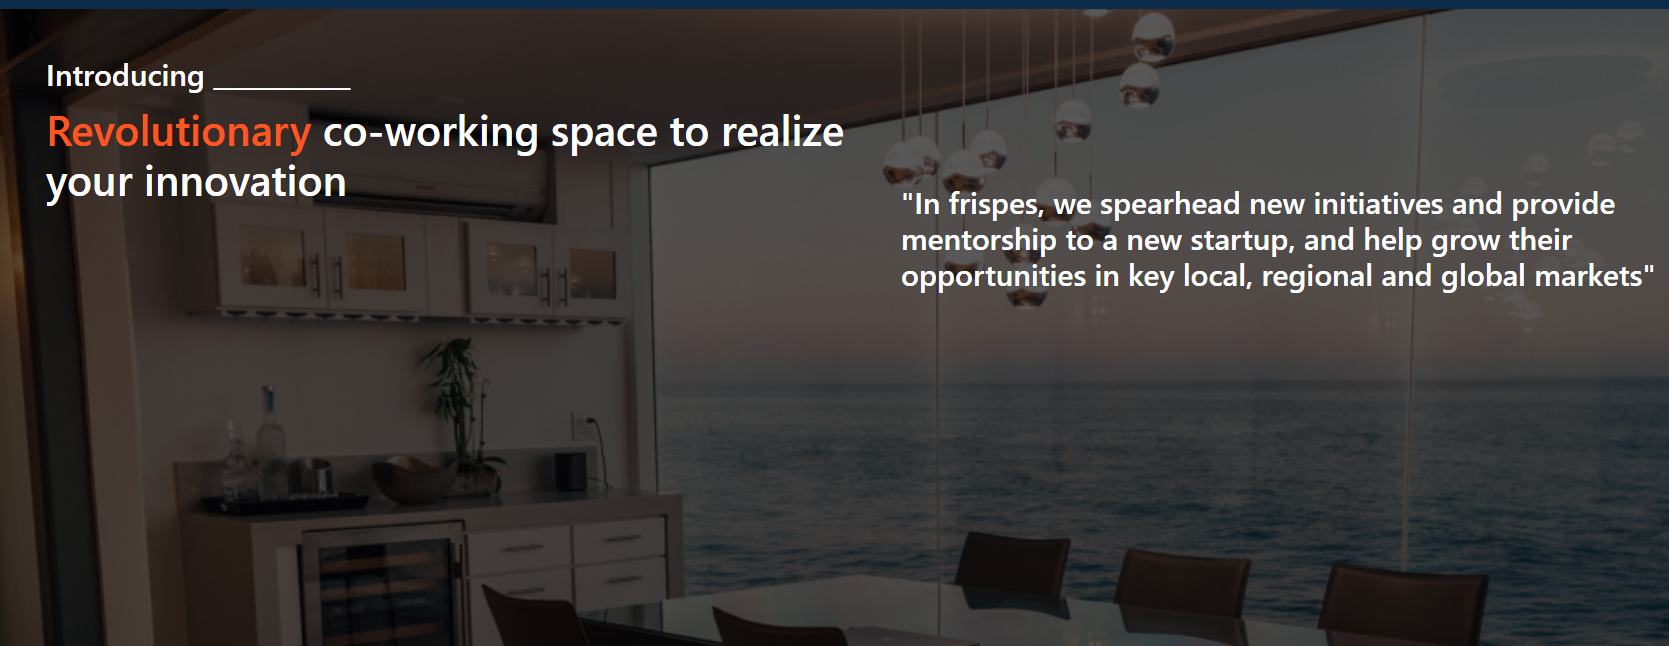 Introducing ___________
Revolutionary co-working space to realize
your innovation
"In frispes, we spearhead new initiatives and provide
mentorship to a new startup, and help grow their
opportunities in key local, regional and global markets"